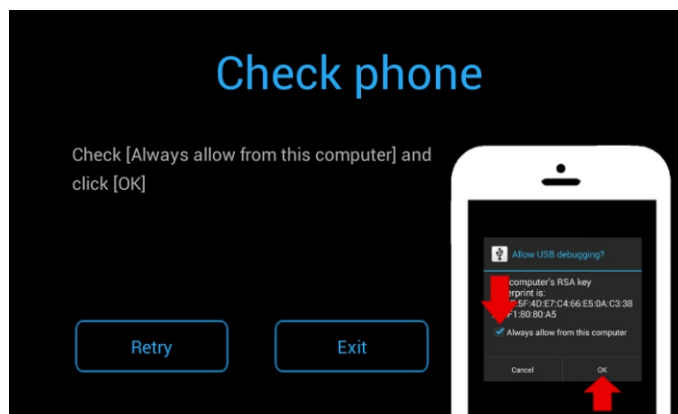 Check phone
Check [Always allow from this computer] and
click [OK]
Allow USB debugging?
computer's RSA key
erprint is:
5F:4D:E7:C4:66:E5:0A:C3:38
F1:80:80:A5
Always allow from this computer
Cancel
OK
Retry
Exit